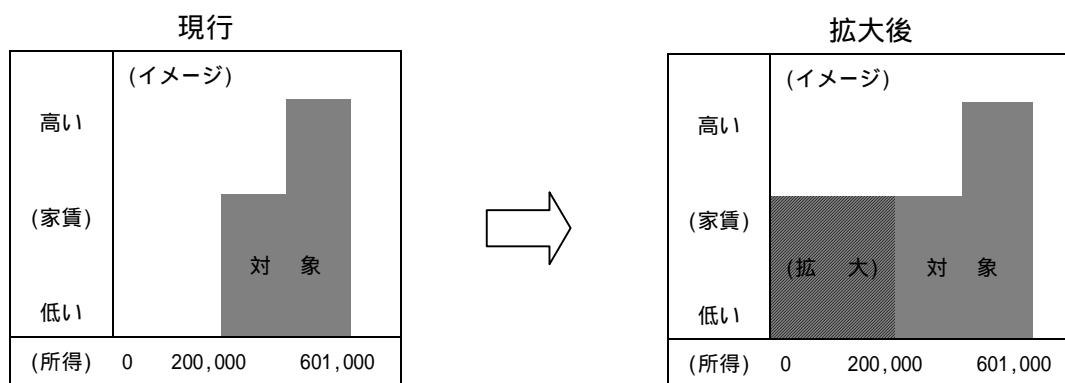 現行
(イメージ)
高い
(家賃)
対 象
低い
(所得) 0 200,000 601,000
拡大後
(イメージ)
高い
(家賃)
(拡 大) 対 象
低い
(所得) 0 200,000 601,000